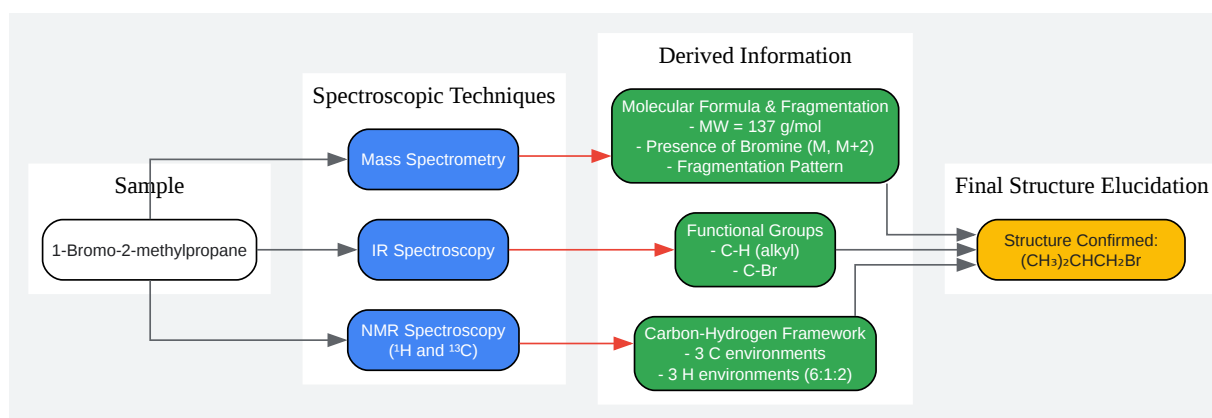 Sample
1-Bromo-2-methylpropane
Spectroscopic Techniques
Mass Spectrometry
IR Spectroscopy
NMR Spectroscopy
(¹H and ¹³C)
Derived Information
Molecular Formula & Fragmentation
- MW = 137 g/mol
- Presence of Bromine (M, M+2)
- Fragmentation Pattern
Functional Groups
- C-H (alkyl)
- C-Br
Carbon-Hydrogen Framework
- 3 C environments
- 3 H environments (6:1:2)
Final Structure Elucidation
Structure Confirmed:
(CH₃)₂CHCH₂Br